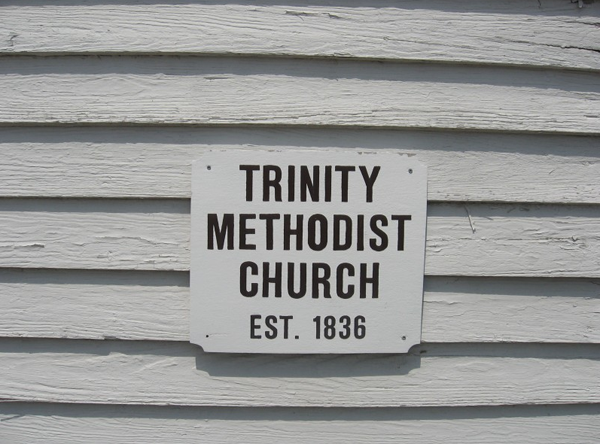 TRINITY
METHODIST
CHURCH
EST. 1836